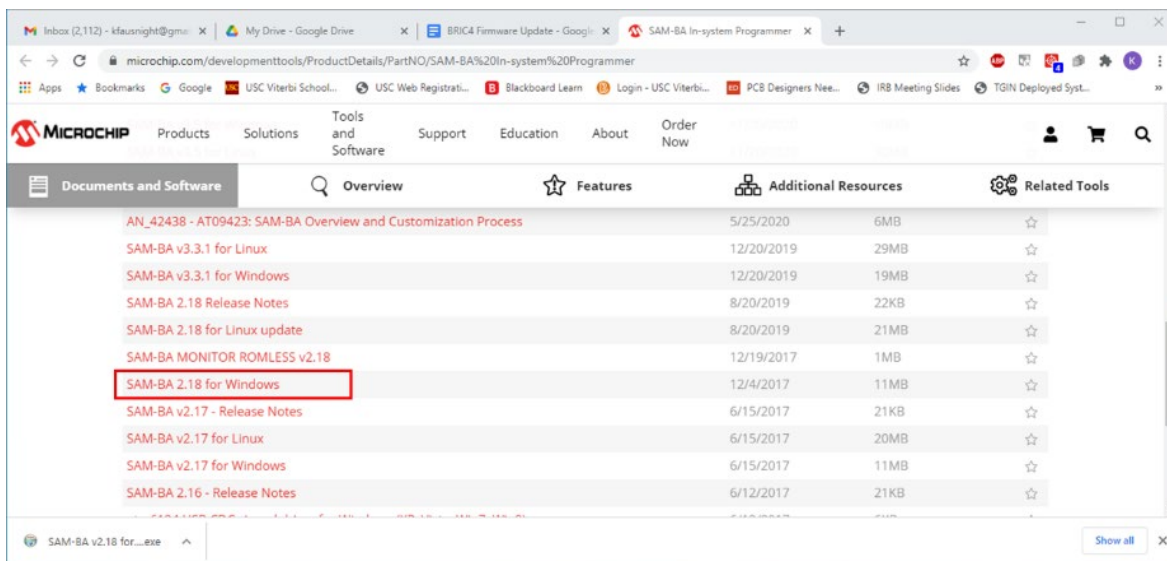 Inbox (2,112) - kfausnight@gmai
My Drive - Google Drive
BRIC4 Firmware Update - Google
SAM-BA In-system Programmer
microchip.com/developmenttools/ProductDetails/PartNO/SAM-BA%20In-system%20Programmer
Apps Bookmarks Google USC Viterbi School... USC Web Registrati... Blackboard Learn Login - USC Viterbi... PCB Designers Nee... IRB Meeting Slides TGIN Deployed Syst... »
MICROCHIP Products Solutions Tools and Software Support Education About Order Now
Documents and Software Overview Features Additional Resources Related Tools
AN_42438 - AT09423: SAM-BA Overview and Customization Process 5/25/2020 6MB
SAM-BA v3.3.1 for Linux 12/20/2019 29MB
SAM-BA v3.3.1 for Windows 12/20/2019 19MB
SAM-BA 2.18 Release Notes 8/20/2019 22KB
SAM-BA 2.18 for Linux update 8/20/2019 21MB
SAM-BA MONITOR ROMLESS v2.18 12/19/2017 1MB
SAM-BA 2.18 for Windows 12/4/2017 11MB
SAM-BA v2.17 - Release Notes 6/15/2017 21KB
SAM-BA v2.17 for Linux 6/15/2017 20MB
SAM-BA v2.17 for Windows 6/15/2017 11MB
SAM-BA 2.16 - Release Notes 6/12/2017 21KB
SAM-BA v2.18 for....exe
Show all